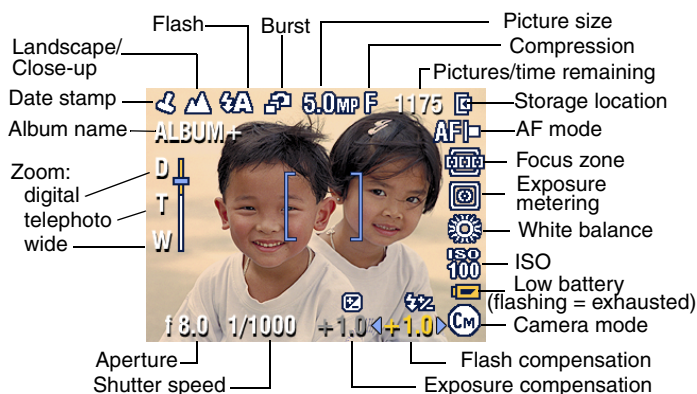 Flash
Burst
Picture size
Landscape/
Close-up
Compression
Pictures/time remaining
Date stamp
⚡A 5.0MP F 1175
Storage location
Album name
ALBUM+
AF
AF mode
Zoom:
digital
telephoto
wide
D
T
W
Focus zone
Exposure
metering
White balance
ISO
100
ISO
Low battery
(flashing = exhausted)
f 8.0 1/1000 +1.0 +1.0
CM
Camera mode
Aperture
Flash compensation
Shutter speed
Exposure compensation